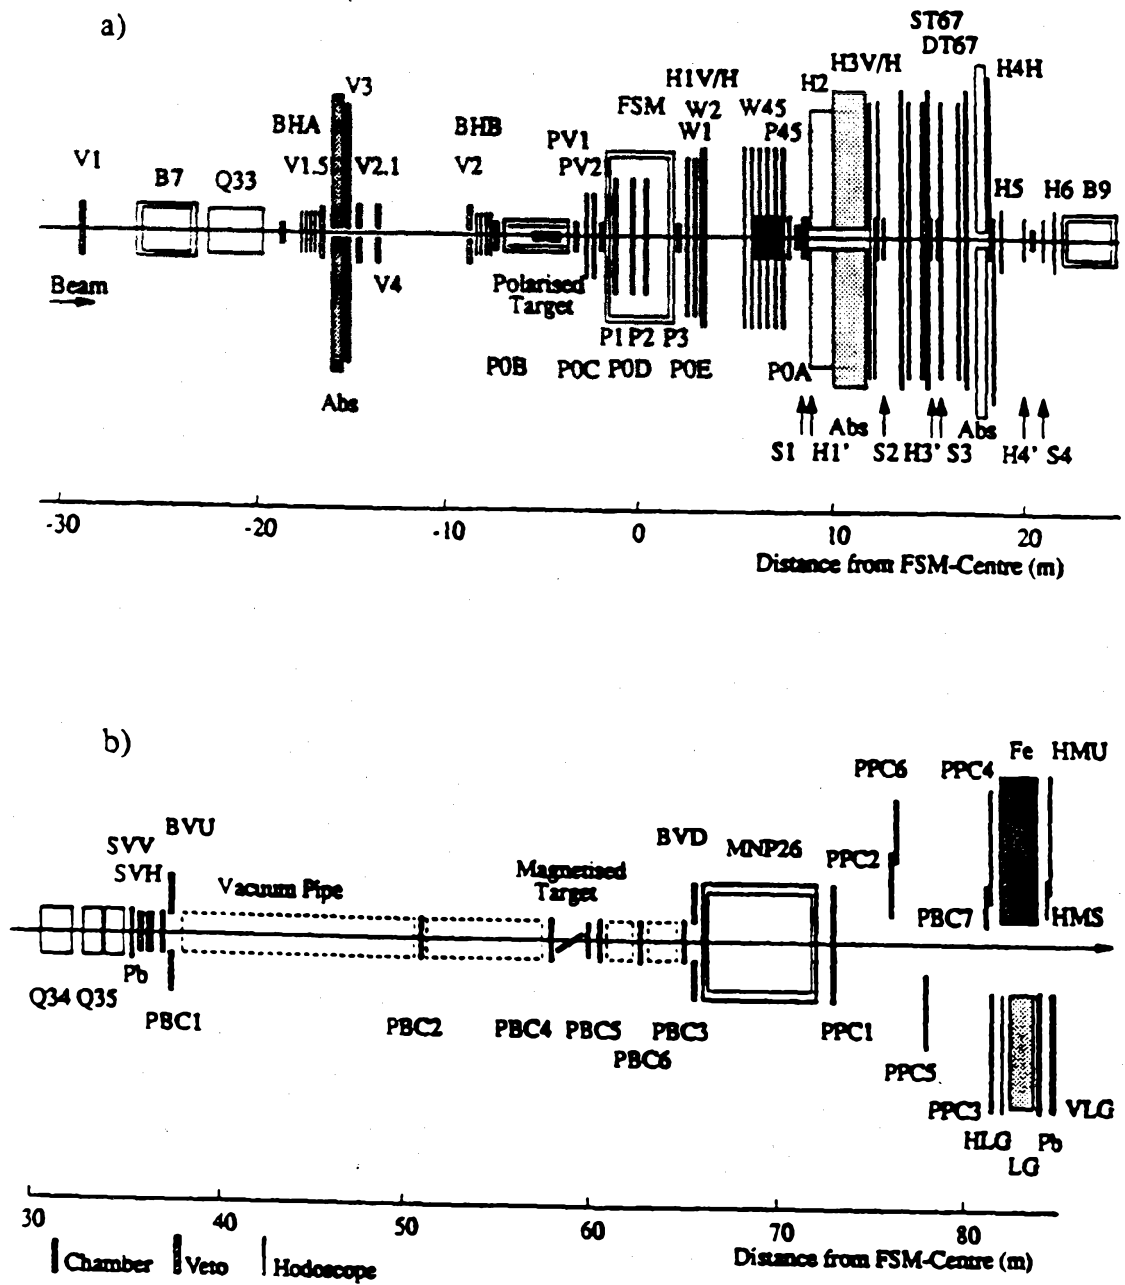 a)
ST67
DT67
V3
H1V/H
H2
H3V/H
H4H
BHA
BHB
FSM
W2
W45
V1
V1.5
V2.1
V2
PV1
W1
P45
B7
Q33
PV2
H5
H6
B9
Beam
V4
Polarised
Target
P1
P2
P3
P0B
P0C
P0D
P0E
P0A
Abs
Abs
Abs
S1
H1'
S2
H3'
S3
H4'
S4
-30
-20
-10
0
10
20
Distance from FSM-Centre (m)
b)
Fe
HMU
PPC6
PPC4
BVU
BVD
SVV
MNP26
SVH
Magnetised
Target
PPC2
Vacuum Pipe
PBC7
HMS
Pb
Q34
Q35
PBC1
PBC2
PBC4
PBC5
PBC3
PPC1
PBC6
PPC5
PPC3
VLG
HLG
Pb
LG
30
40
50
60
70
80
Distance from FSM-Centre (m)
Chamber
Veto
Hodoscope